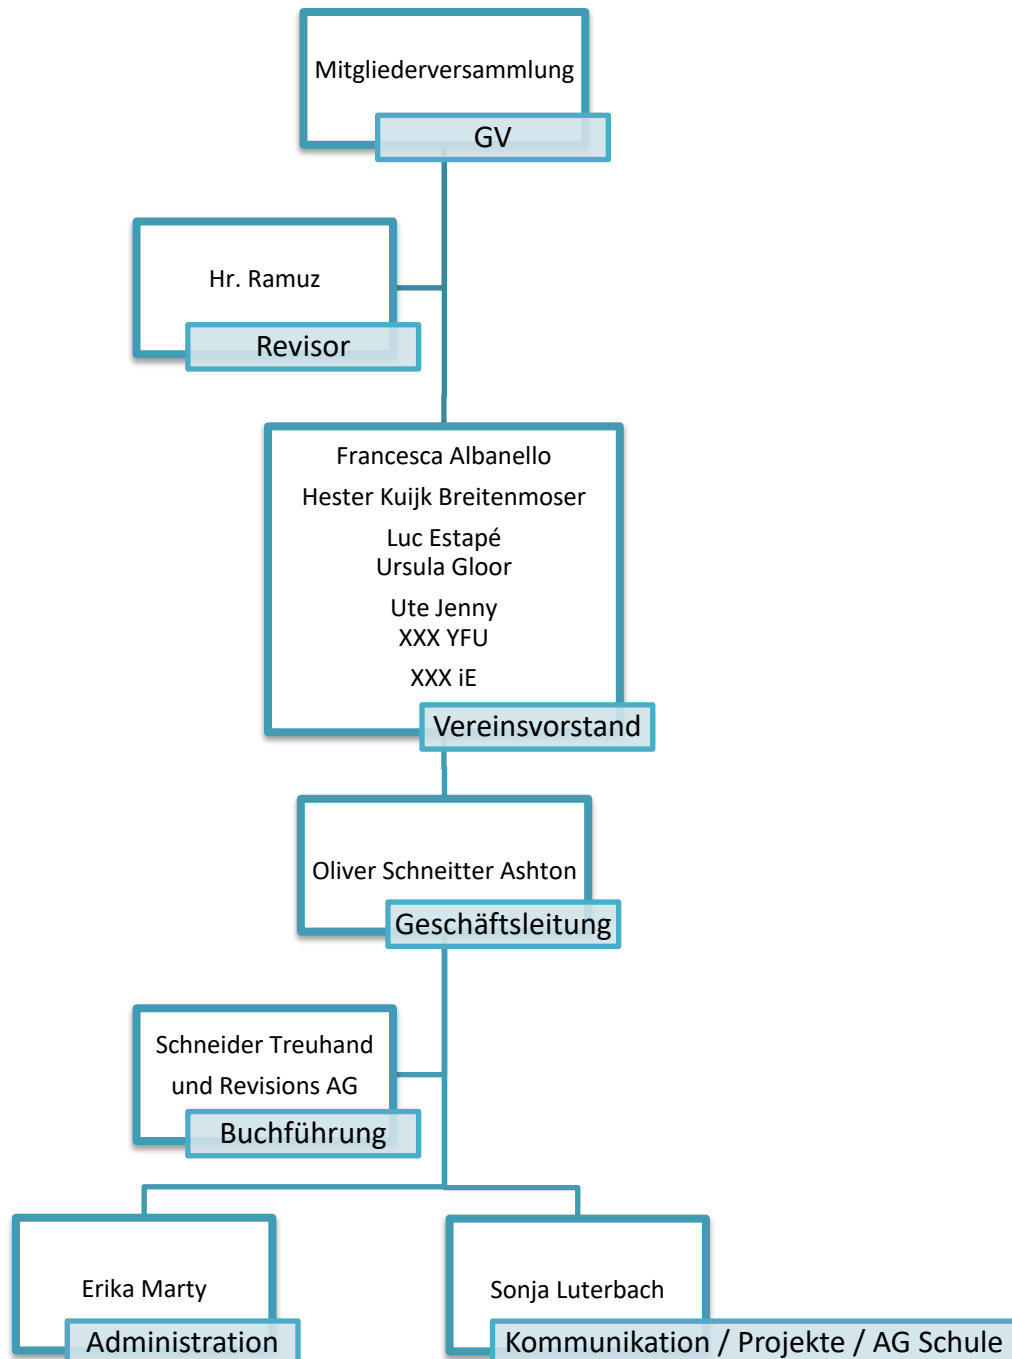 Mitgliederversammlung
GV
Hr. Ramuz
Revisor
Francesca Albanello
Hester Kuijk Breitenmoser
Luc Estapé
Ursula Gloor
Ute Jenny
XXX YFU
XXX iE
Vereinsvorstand
Oliver Schneitter Ashton
Geschäftsleitung
Schneider Treuhand
und Revisions AG
Buchführung
Erika Marty
Administration
Sonja Luterbach
Kommunikation / Projekte / AG Schule